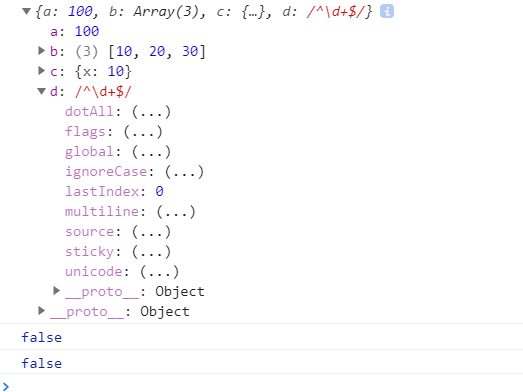 ▼{a: 100, b: Array(3), c: {…}, d: /^\d+$/} i
a: 100
▶ b: (3) [10, 20, 30]
▶ c: {x: 10}
▼ d: /^\d+$/
dotAll: (...)
flags: (...)
global: (...)
ignoreCase: (...)
lastIndex: 0
multiline: (...)
source: (...)
sticky: (...)
unicode: (...)
▶ __proto__: Object
▶ __proto__: Object
false
false
>